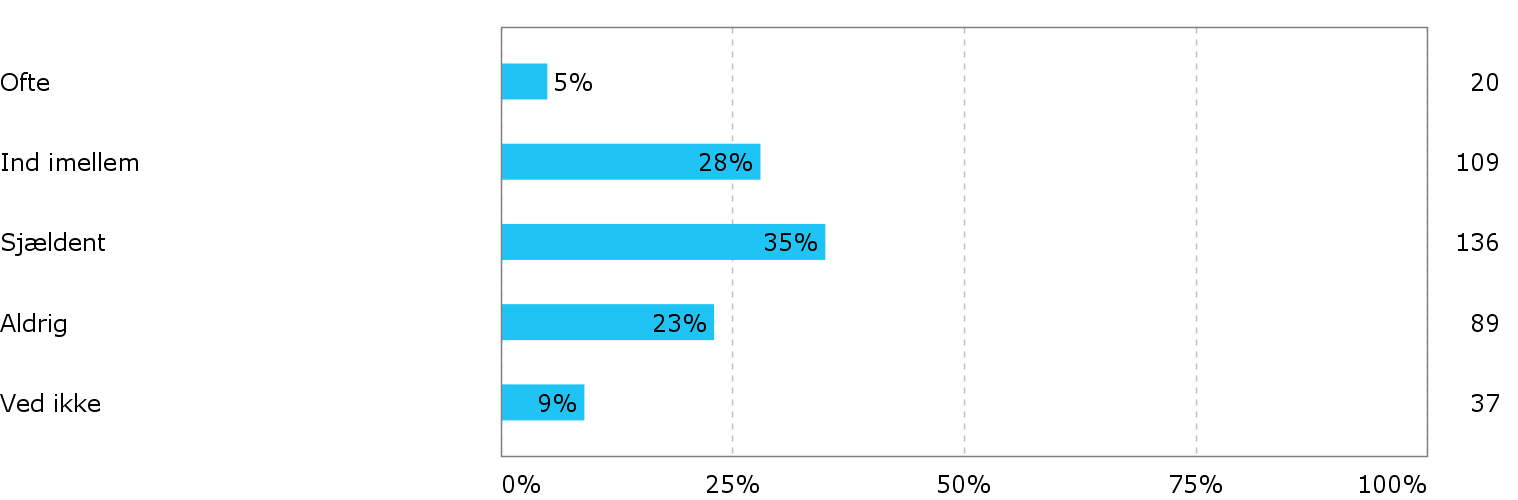 Ofte 5% 20
Ind imellem 28% 109
Sjældent 35% 136
Aldrig 23% 89
Ved ikke 9% 37
0% 25% 50% 75% 100%